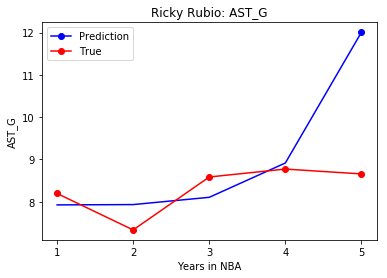 Ricky Rubio: AST_G
Prediction
True
12
11
10
9
8
AST_G
1 2 3 4 5
Years in NBA